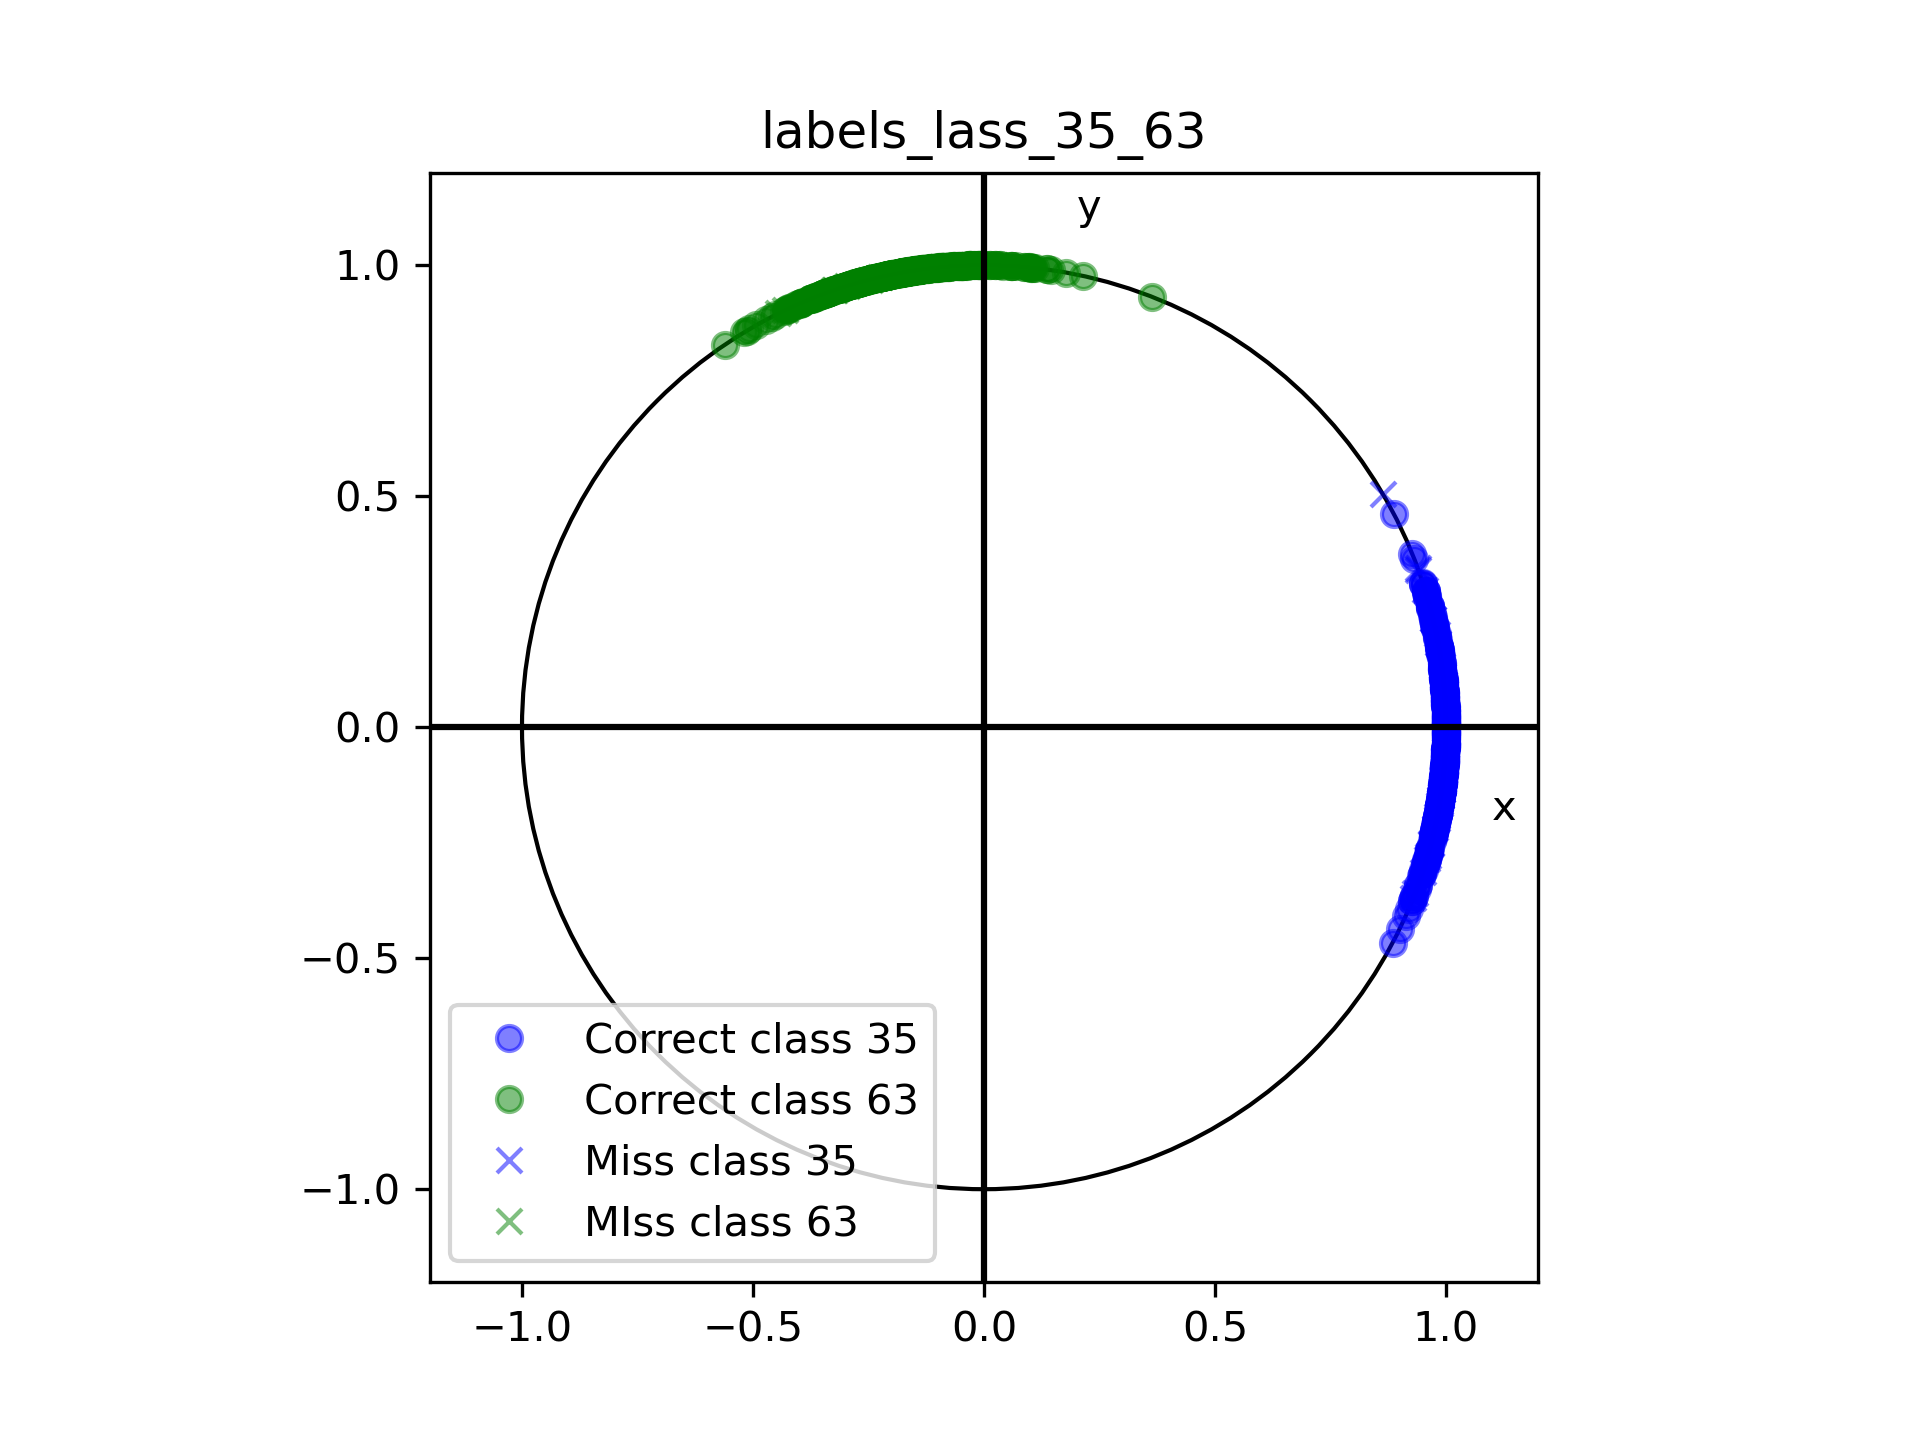 labels_lass_35_63
y
1.0
0.5
0.0
−0.5
−1.0
x
Correct class 35
Correct class 63
Miss class 35
MIss class 63
−1.0 −0.5 0.0 0.5 1.0